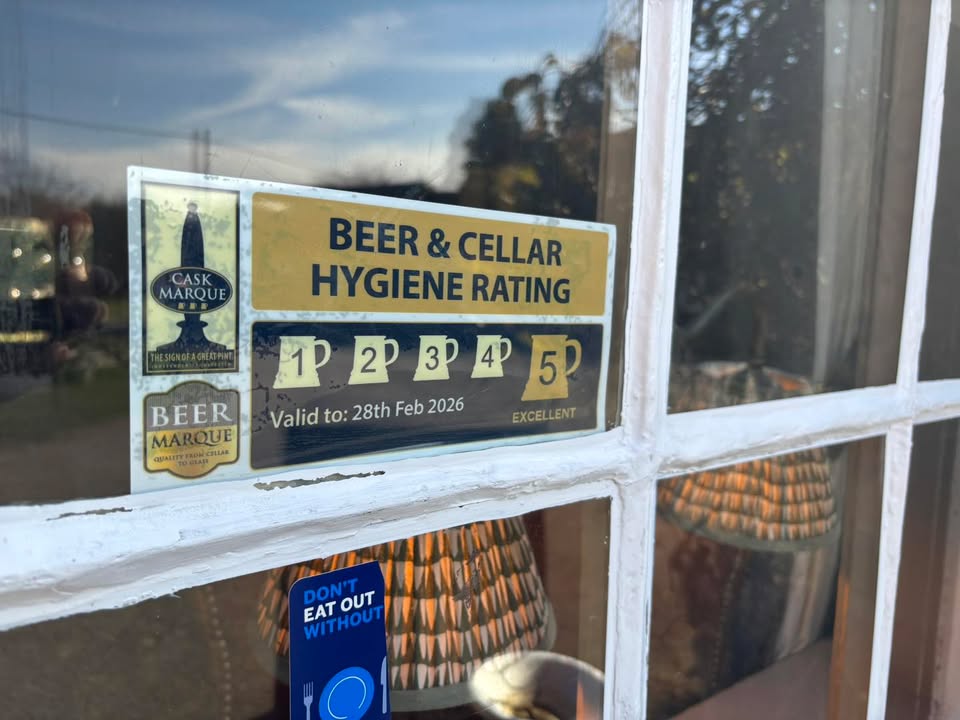 BEER & CELLAR
HYGIENE RATING
CASK
MARQUE
THE SIGN OF A GREAT PINT
1 2 3 4 5
Valid to: 28th Feb 2026
EXCELLENT
BEER
MARQUE
QUALITY FROM CELLAR
TO GLASS
DON'T
EAT OUT
WITHOUT